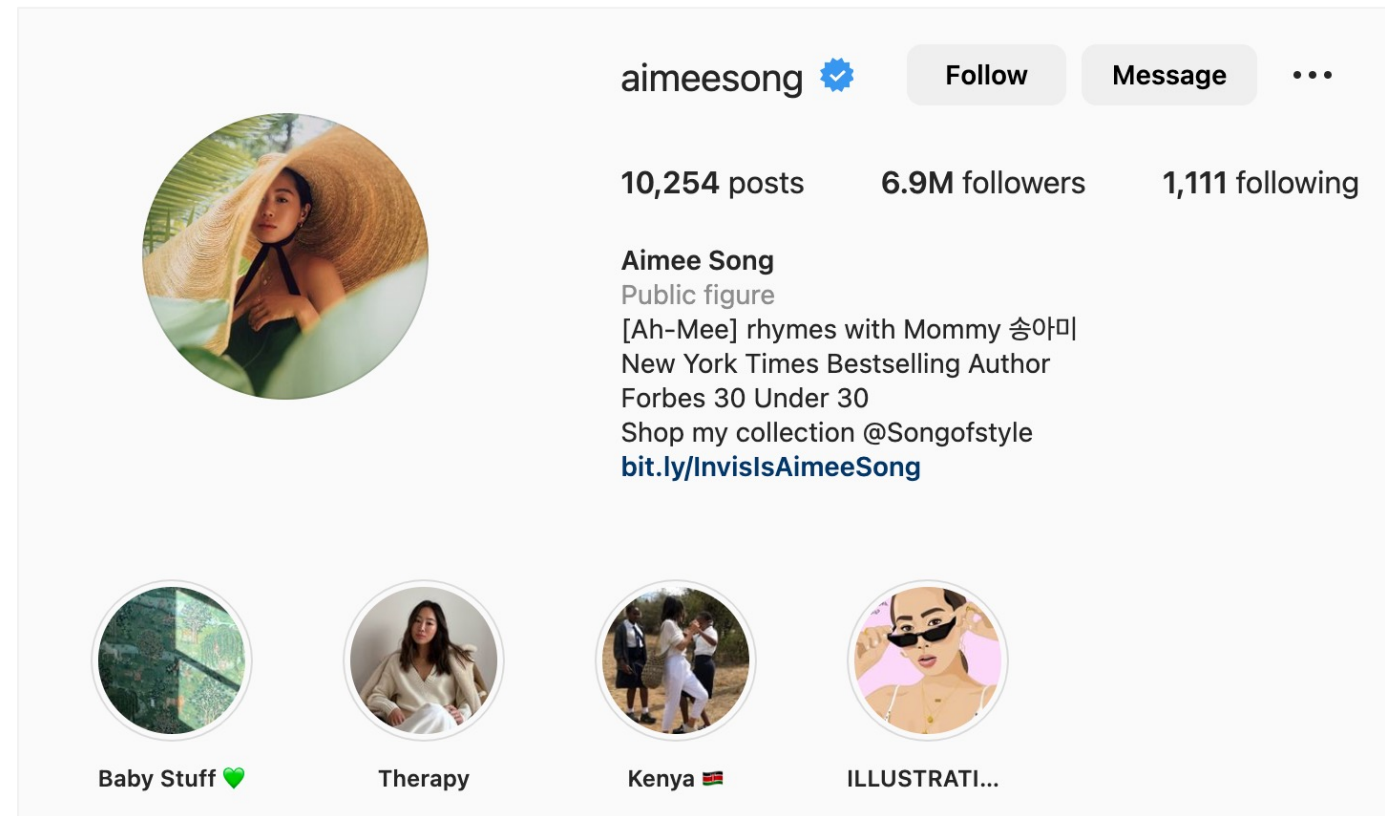 aimeesong Follow Message
10,254 posts 6.9M followers 1,111 following
Aimee Song
Public figure
[Ah-Mee] rhymes with Mommy 송아미
New York Times Bestselling Author
Forbes 30 Under 30
Shop my collection @Songofstyle
bit.ly/InvisIsAimeeSong
Baby Stuff 💚 Therapy Kenya 🇰🇪 ILLUSTRATI...